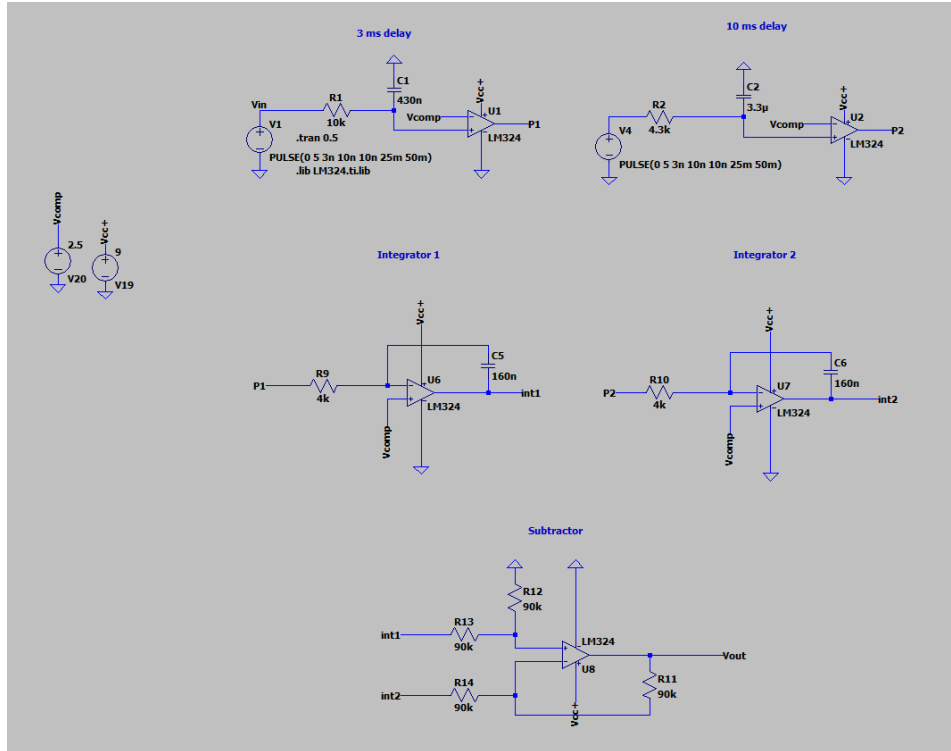 3 ms delay
10 ms delay
C1
430n
Vcc+
Vin
R1
10k
Vcomp
U1
P1
LM324
V1
.tran 0.5
PULSE(0 5 3n 10n 10n 25m 50m)
.lib LM324.ti.lib
C2
3.3µ
Vcc+
R2
4.3k
Vcomp
U2
P2
LM324
V4
PULSE(0 5 3n 10n 10n 25m 50m)
Vcomp
2.5
V20
Vcc+
9
V19
Integrator 1
Integrator 2
Vcc+
C5
160n
P1
R9
4k
U6
LM324
int1
Vcomp
Vcc+
C6
160n
P2
R10
4k
U7
LM324
int2
Vcomp
Subtractor
R12
90k
int1
R13
90k
LM324
U8
Vout
int2
R14
90k
R11
90k
Vcc+